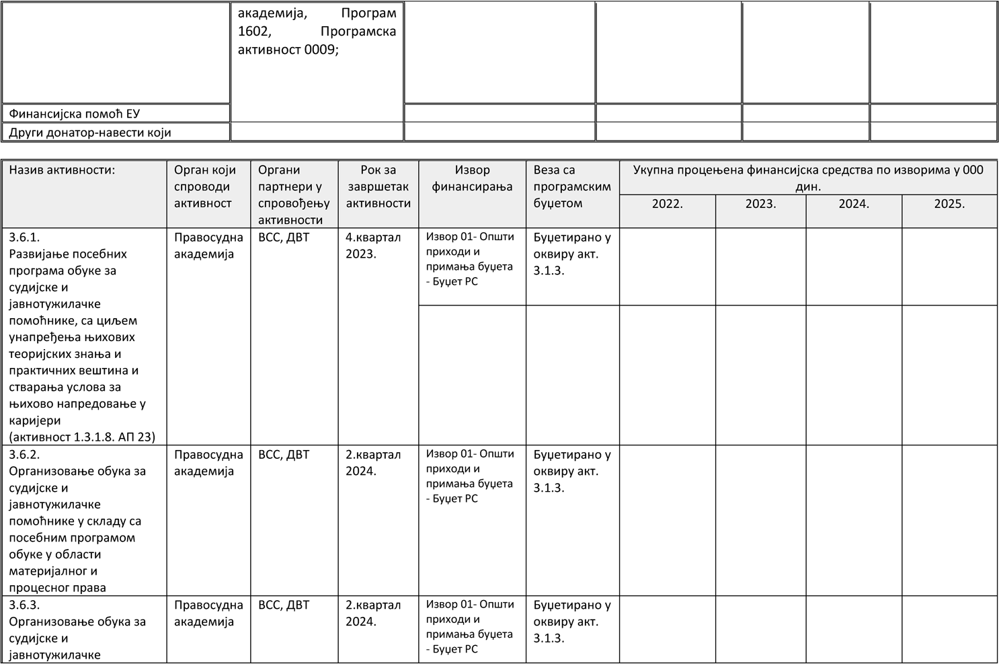 академија, Програм
1602, Програмска
активност 0009;
Финансијска помоћ ЕУ
Други донатор-навести који
Назив активности:
Орган који
спроводи
активност
Органи
партнери у
спровођењу
активности
Рок за
завршетак
активности
Извор
финансирања
Веза са
програмским
буџетом
Укупна процењена финансијска средства по изворима у 000
дин.
2022.
2023.
2024.
2025.
3.6.1.
Развијање посебних
програма обуке за
судијске и
јавнотужилачке
помоћнике, са циљем
унапређења њихових
теоријских знања и
практичних вештина и
стварања услова за
њихово напредовање у
каријери
(активност 1.3.1.8. АП 23)
Правосудна
академија
ВСС, ДВТ
4.квартал
2023.
Извор 01- Општи
приходи и
примања буџета
- Буџет РС
Буџетирано у
оквиру акт.
3.1.3.
3.6.2.
Организовање обука за
судијске и
јавнотужилачке
помоћнике у складу са
посебним програмом
обуке у области
материјалног и
процесног права
Правосудна
академија
ВСС, ДВТ
2.квартал
2024.
Извор 01- Општи
приходи и
примања буџета
- Буџет РС
Буџетирано у
оквиру акт.
3.1.3.
3.6.3.
Организовање обука за
судијске и
јавнотужилачке
Правосудна
академија
ВСС, ДВТ
2.квартал
2024.
Извор 01- Општи
приходи и
примања буџета
- Буџет РС
Буџетирано у
оквиру акт.
3.1.3.